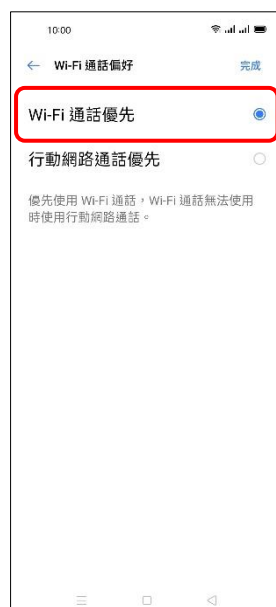 10:00
← Wi-Fi 通話偏好 完成
Wi-Fi 通話優先
行動網路通話優先
優先使用 Wi-Fi 通話，Wi-Fi 通話無法使用
時使用行動網路通話。